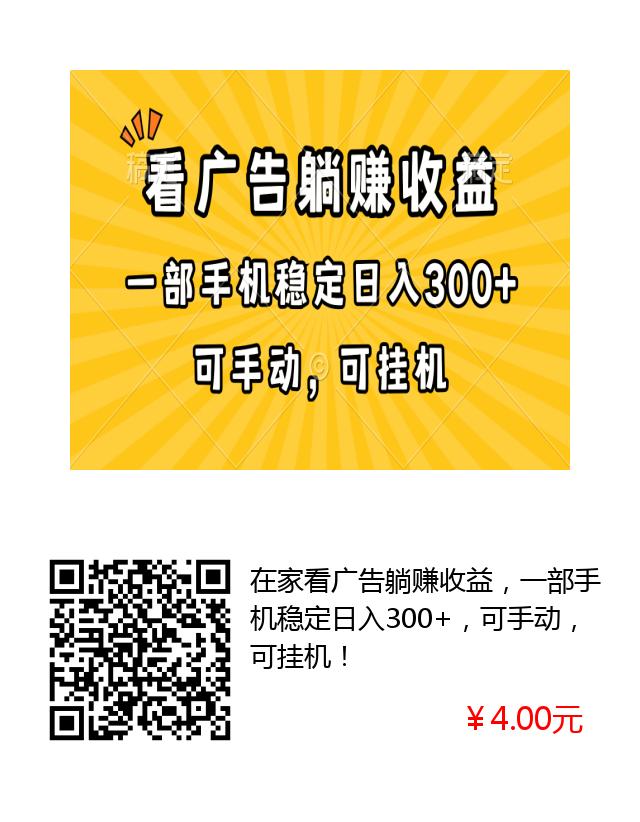 看广告躺赚收益
一部手机稳定日入300+
可手动，可挂机
在家看广告躺赚收益，一部手
机稳定日入300+，可手动，
可挂机！
￥4.00元